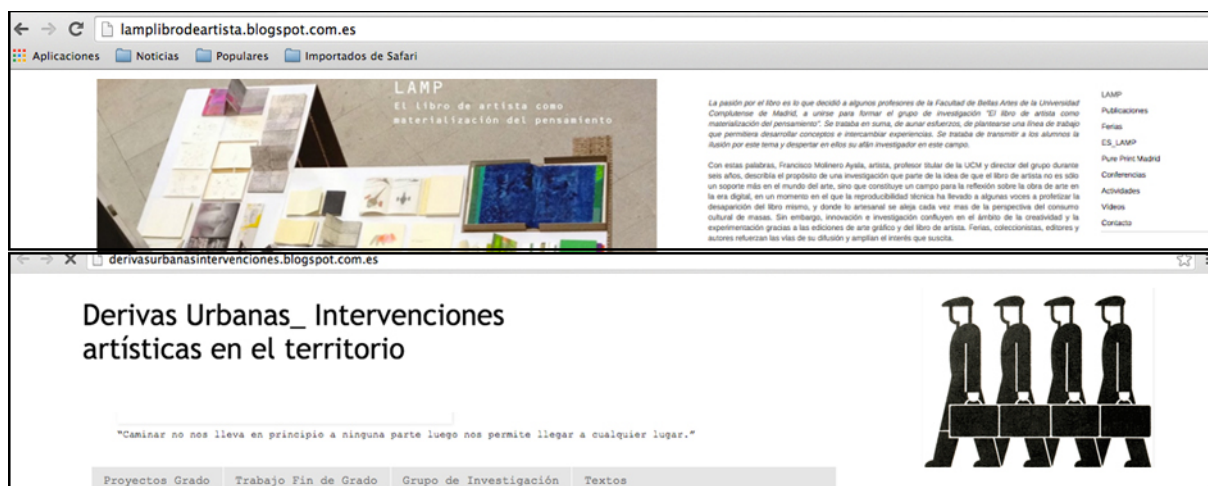 lamplibrodeartista.blogspot.com.es
Aplicaciones Noticias Populares Importados de Safari
LAMP
El libro de artista como
materialización del pensamiento
La pasión por el libro es lo que decidió a algunos profesores de la Facultad de Bellas Artes de la Universidad
Complutense de Madrid, a unirse para formar el grupo de investigación "El libro de artista como
materialización del pensamiento". Se trataba en suma, de aunar esfuerzos, de plantearse una línea de trabajo
que permitiera desarrollar conceptos e intercambiar experiencias. Se trataba de transmitir a los alumnos la
ilusión por este tema y despertar en ellos su afán investigador en este campo.
Con estas palabras, Francisco Molinero Ayala, artista, profesor titular de la UCM y director del grupo durante
seis años, describía el propósito de una investigación que parte de la idea de que el libro de artista no es sólo
un soporte más en el mundo del arte, sino que constituye un campo para la reflexión sobre la obra de arte en
la era digital, en un momento en el que la reproducibilidad técnica ha llevado a algunas voces a profetizar la
desaparición del libro mismo, y donde lo artesanal se aleja cada vez mas de la perspectiva del consumo
cultural de masas. Sin embargo, innovación e investigación confluyen en el ámbito de la creatividad y la
experimentación gracias a las ediciones de arte gráfico y del libro de artista. Ferias, coleccionistas, editores y
autores refuerzan las vías de su difusión y amplían el interés que suscita.
LAMP
Publicaciones
Ferias
ES_LAMP
Pure Print Madrid
Conferencias
Actividades
Vídeos
Contacto
derivasurbanasintervenciones.blogspot.com.es
Derivas Urbanas_ Intervenciones
artísticas en el territorio
"Caminar no nos lleva en principio a ninguna parte luego nos permite llegar a cualquier lugar."
Proyectos Grado Trabajo Fin de Grado Grupo de Investigación Textos